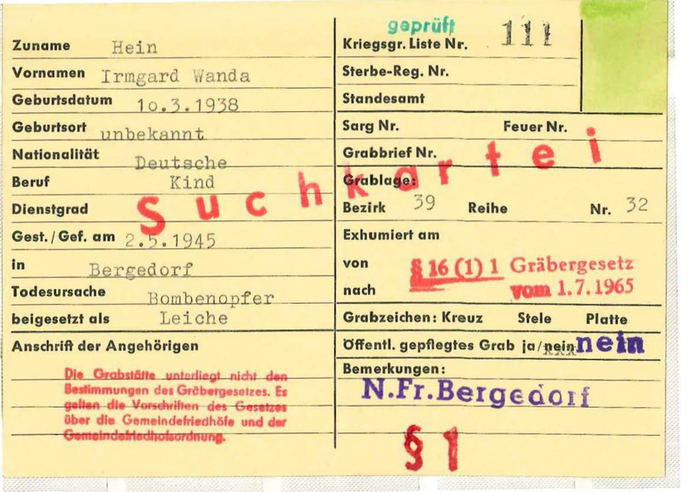 Zuname Hein
Vornamen Irmgard Wanda
Geburtsdatum 1o.3.1938
Geburtsort unbekannt
Nationalität Deutsche
Beruf Kind
Dienstgrad
Gest./Gef. am 2.5.1945
in Bergedorf
Todesursache Bombenopfer
beigesetzt als Leiche
Anschrift der Angehörigen
Die Grabstätte unterliegt nicht den
Bestimmungen des Gräbergesetzes. Es
gelten die Vorschriften des Gesetzes
über die Gemeindefriedhöfe und der
Gemeindefriedhofsordnung.
Suchkartei
geprüft
Kriegsgr. Liste Nr. 111
Sterbe-Reg. Nr.
Standesamt
Sarg Nr. Feuer Nr.
Grabbrief Nr.
Grablage:
Bezirk 39 Reihe Nr. 32
Exhumiert am
von § 16 (1) 1 Gräbergesetz
nach vom 1.7.1965
Grabzeichen: Kreuz Stele Platte
Öffentl. gepflegtes Grab ja/nein nein
Bemerkungen:
N.Fr.Bergedorf
§ 1